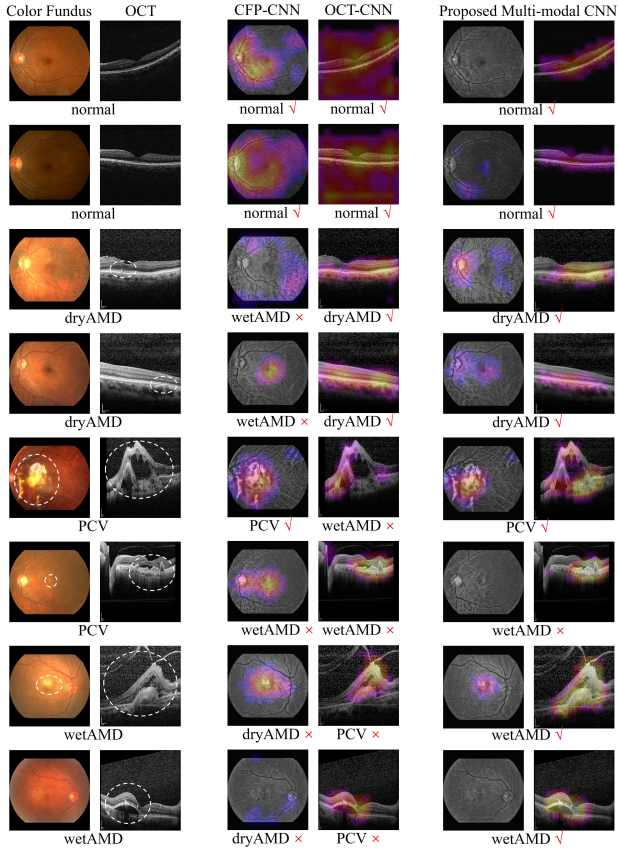 Color Fundus OCT CFP-CNN OCT-CNN Proposed Multi-modal CNN
normal normal √ normal √ normal √
normal normal √ normal √ normal √
dryAMD wetAMD × dryAMD √ dryAMD √
dryAMD wetAMD × dryAMD √ dryAMD √
PCV PCV √ wetAMD × PCV √
PCV wetAMD × wetAMD × wetAMD ×
wetAMD dryAMD × PCV × wetAMD √
wetAMD dryAMD × PCV × wetAMD √